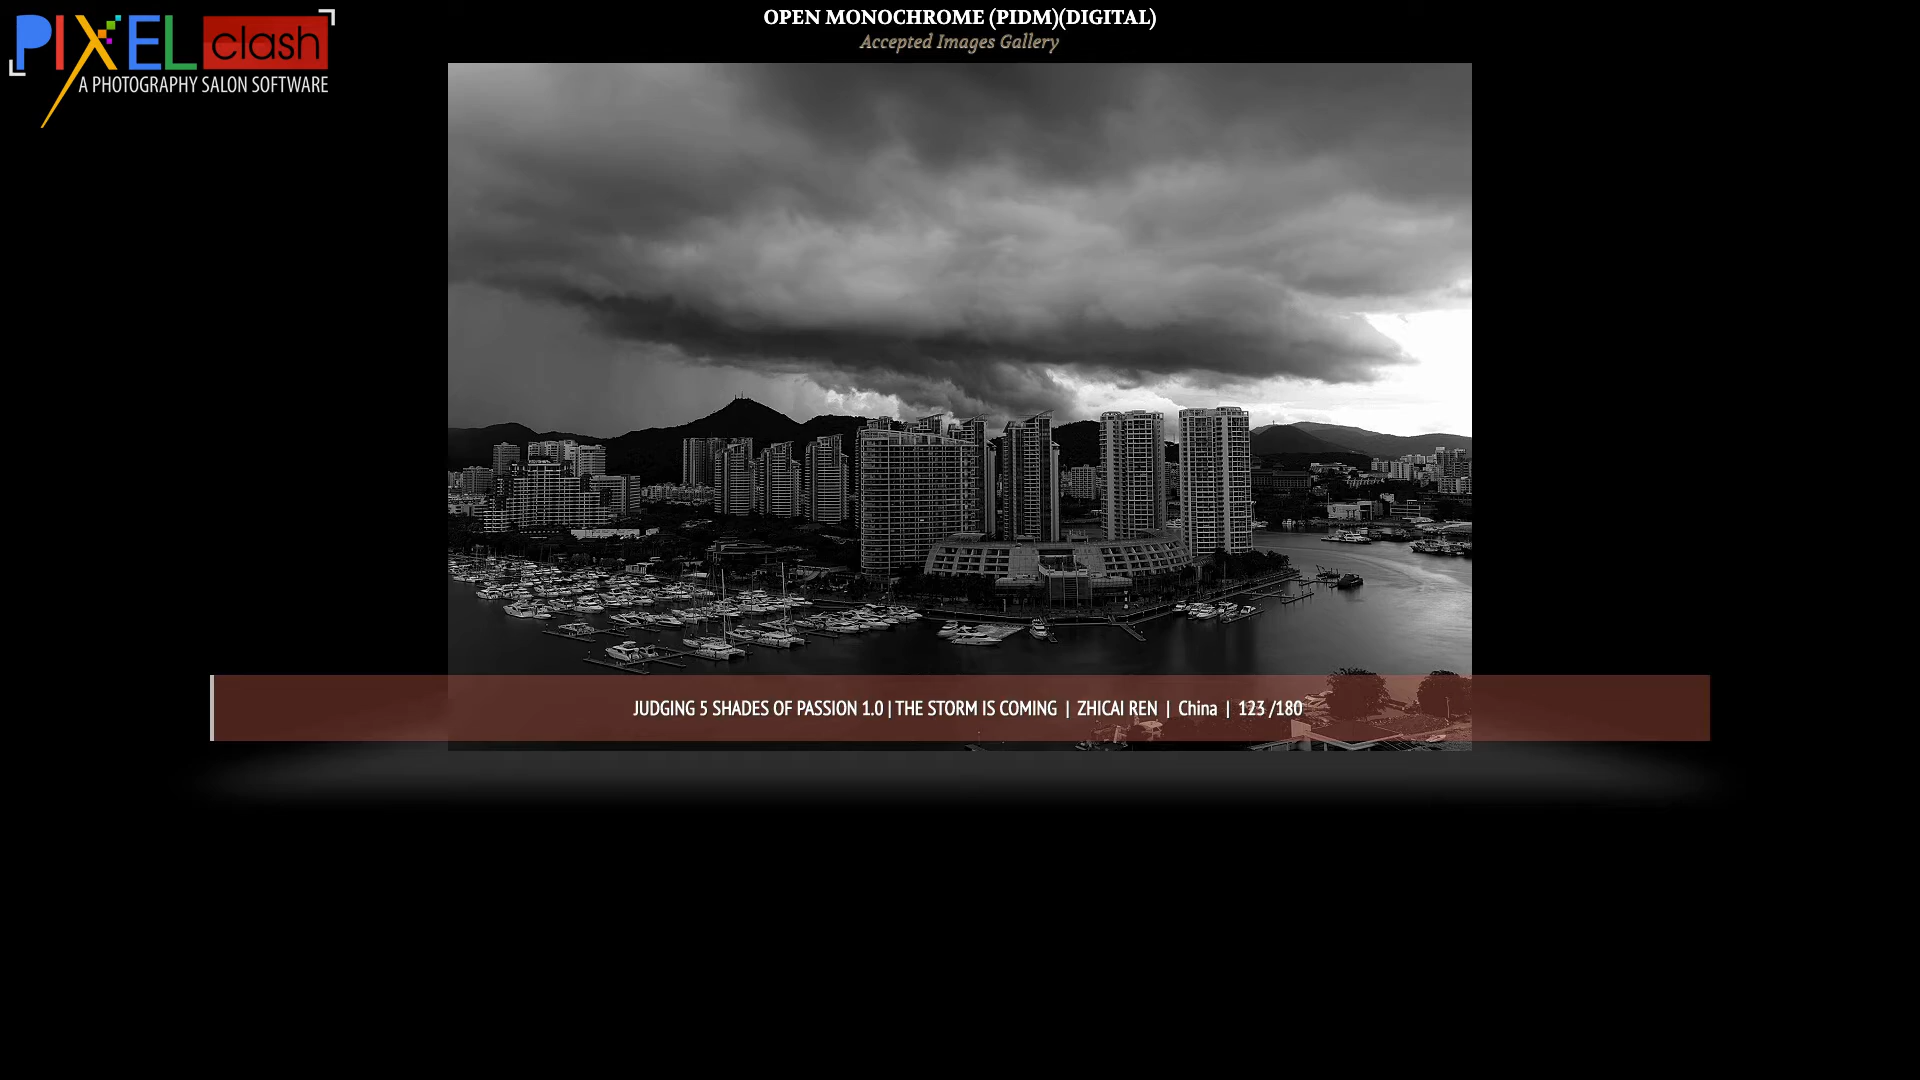 PIXEL clash
A PHOTOGRAPHY SALON SOFTWARE
OPEN MONOCHROME (PIDM)(DIGITAL)
Accepted Images Gallery
JUDGING 5 SHADES OF PASSION 1.0 | THE STORM IS COMING | ZHICAI REN | China | 123 /180